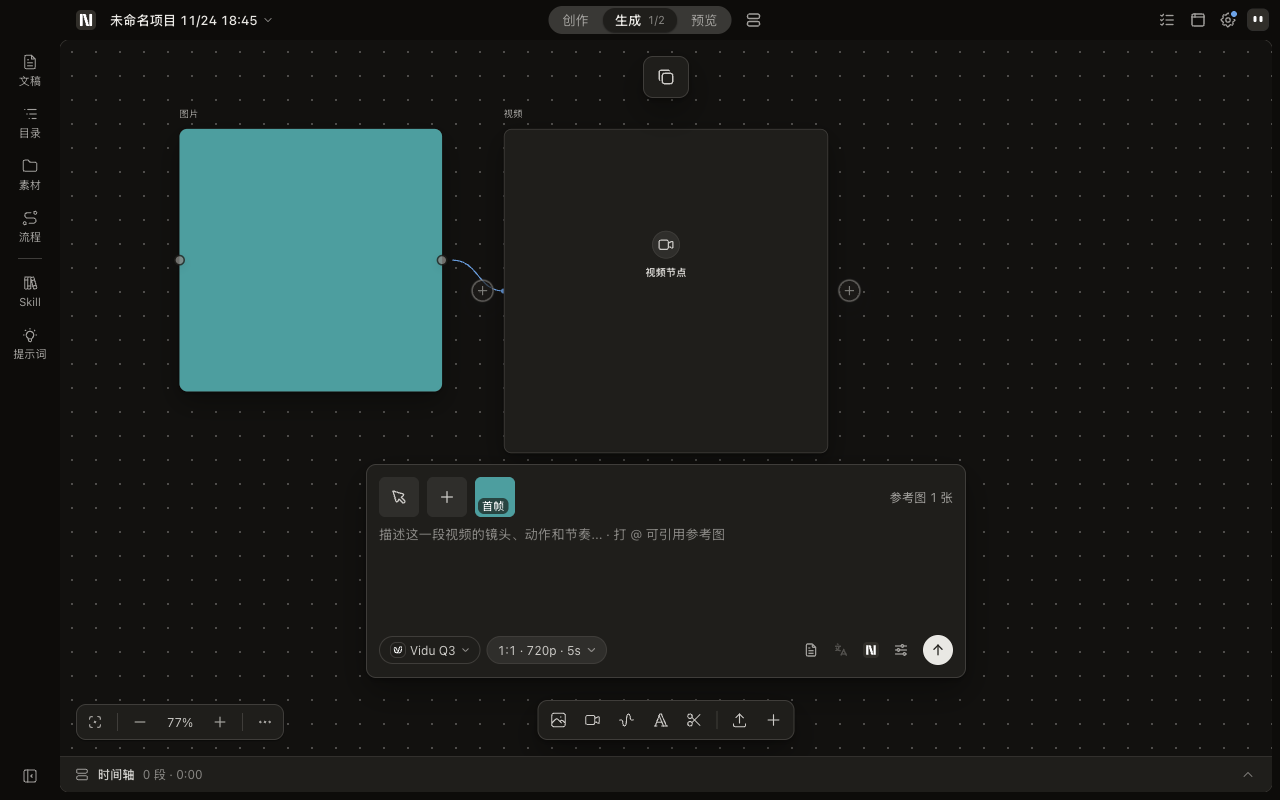 未命名项目 11/24 18:45
创作 生成 1/2 预览
文稿
目录
素材
流程
Skill
提示词
图片
视频
视频节点
首帧
参考图 1 张
描述这一段视频的镜头、动作和节奏... · 打 @ 可引用参考图
Vidu Q3
1:1 · 720p · 5s
77%
时间轴 0 段 · 0:00